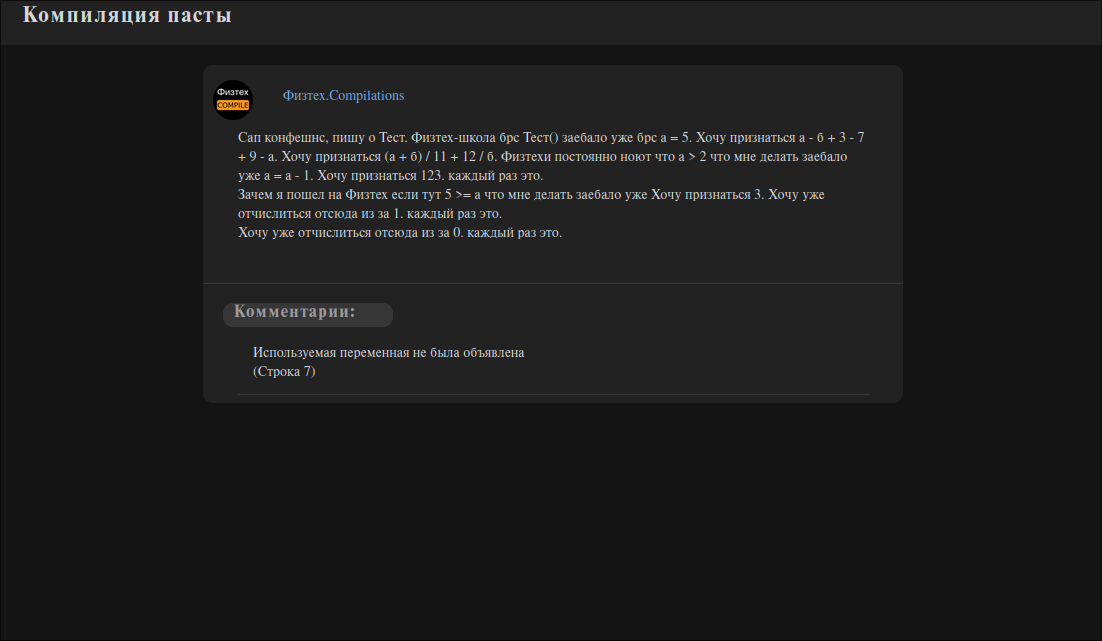 Компиляция пасты
Физтех
COMPILE
Физтех.Compilations
Сап конфешнс, пишу о Тест. Физтех-школа брс Тест() заебало уже брс а = 5. Хочу признаться а - б + 3 - 7
+ 9 - а. Хочу признаться (а + б) / 11 + 12 / б. Физтехи постоянно ноют что а > 2 что мне делать заебало
уже а = а - 1. Хочу признаться 123. каждый раз это.
Зачем я пошел на Физтех если тут 5 >= а что мне делать заебало уже Хочу признаться 3. Хочу уже
отчислиться отсюда из за 1. каждый раз это.
Хочу уже отчислиться отсюда из за 0. каждый раз это.
Комментарии:
Используемая переменная не была объявлена
(Строка 7)